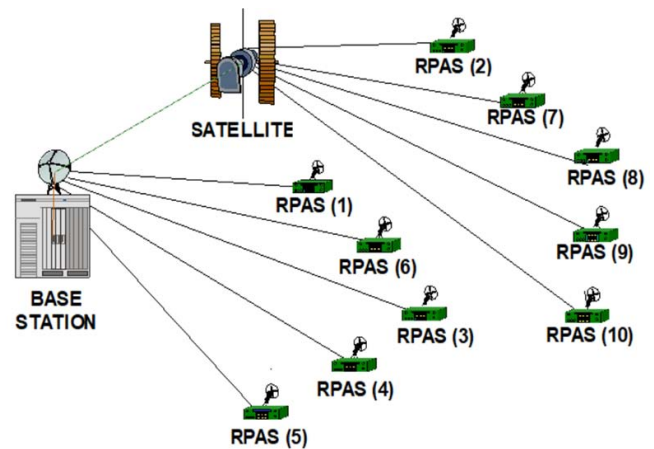 RPAS (2)
RPAS (7)
SATELLITE
RPAS (8)
RPAS (1)
RPAS (9)
RPAS (6)
BASE
STATION
RPAS (3)
RPAS (10)
RPAS (4)
RPAS (5)